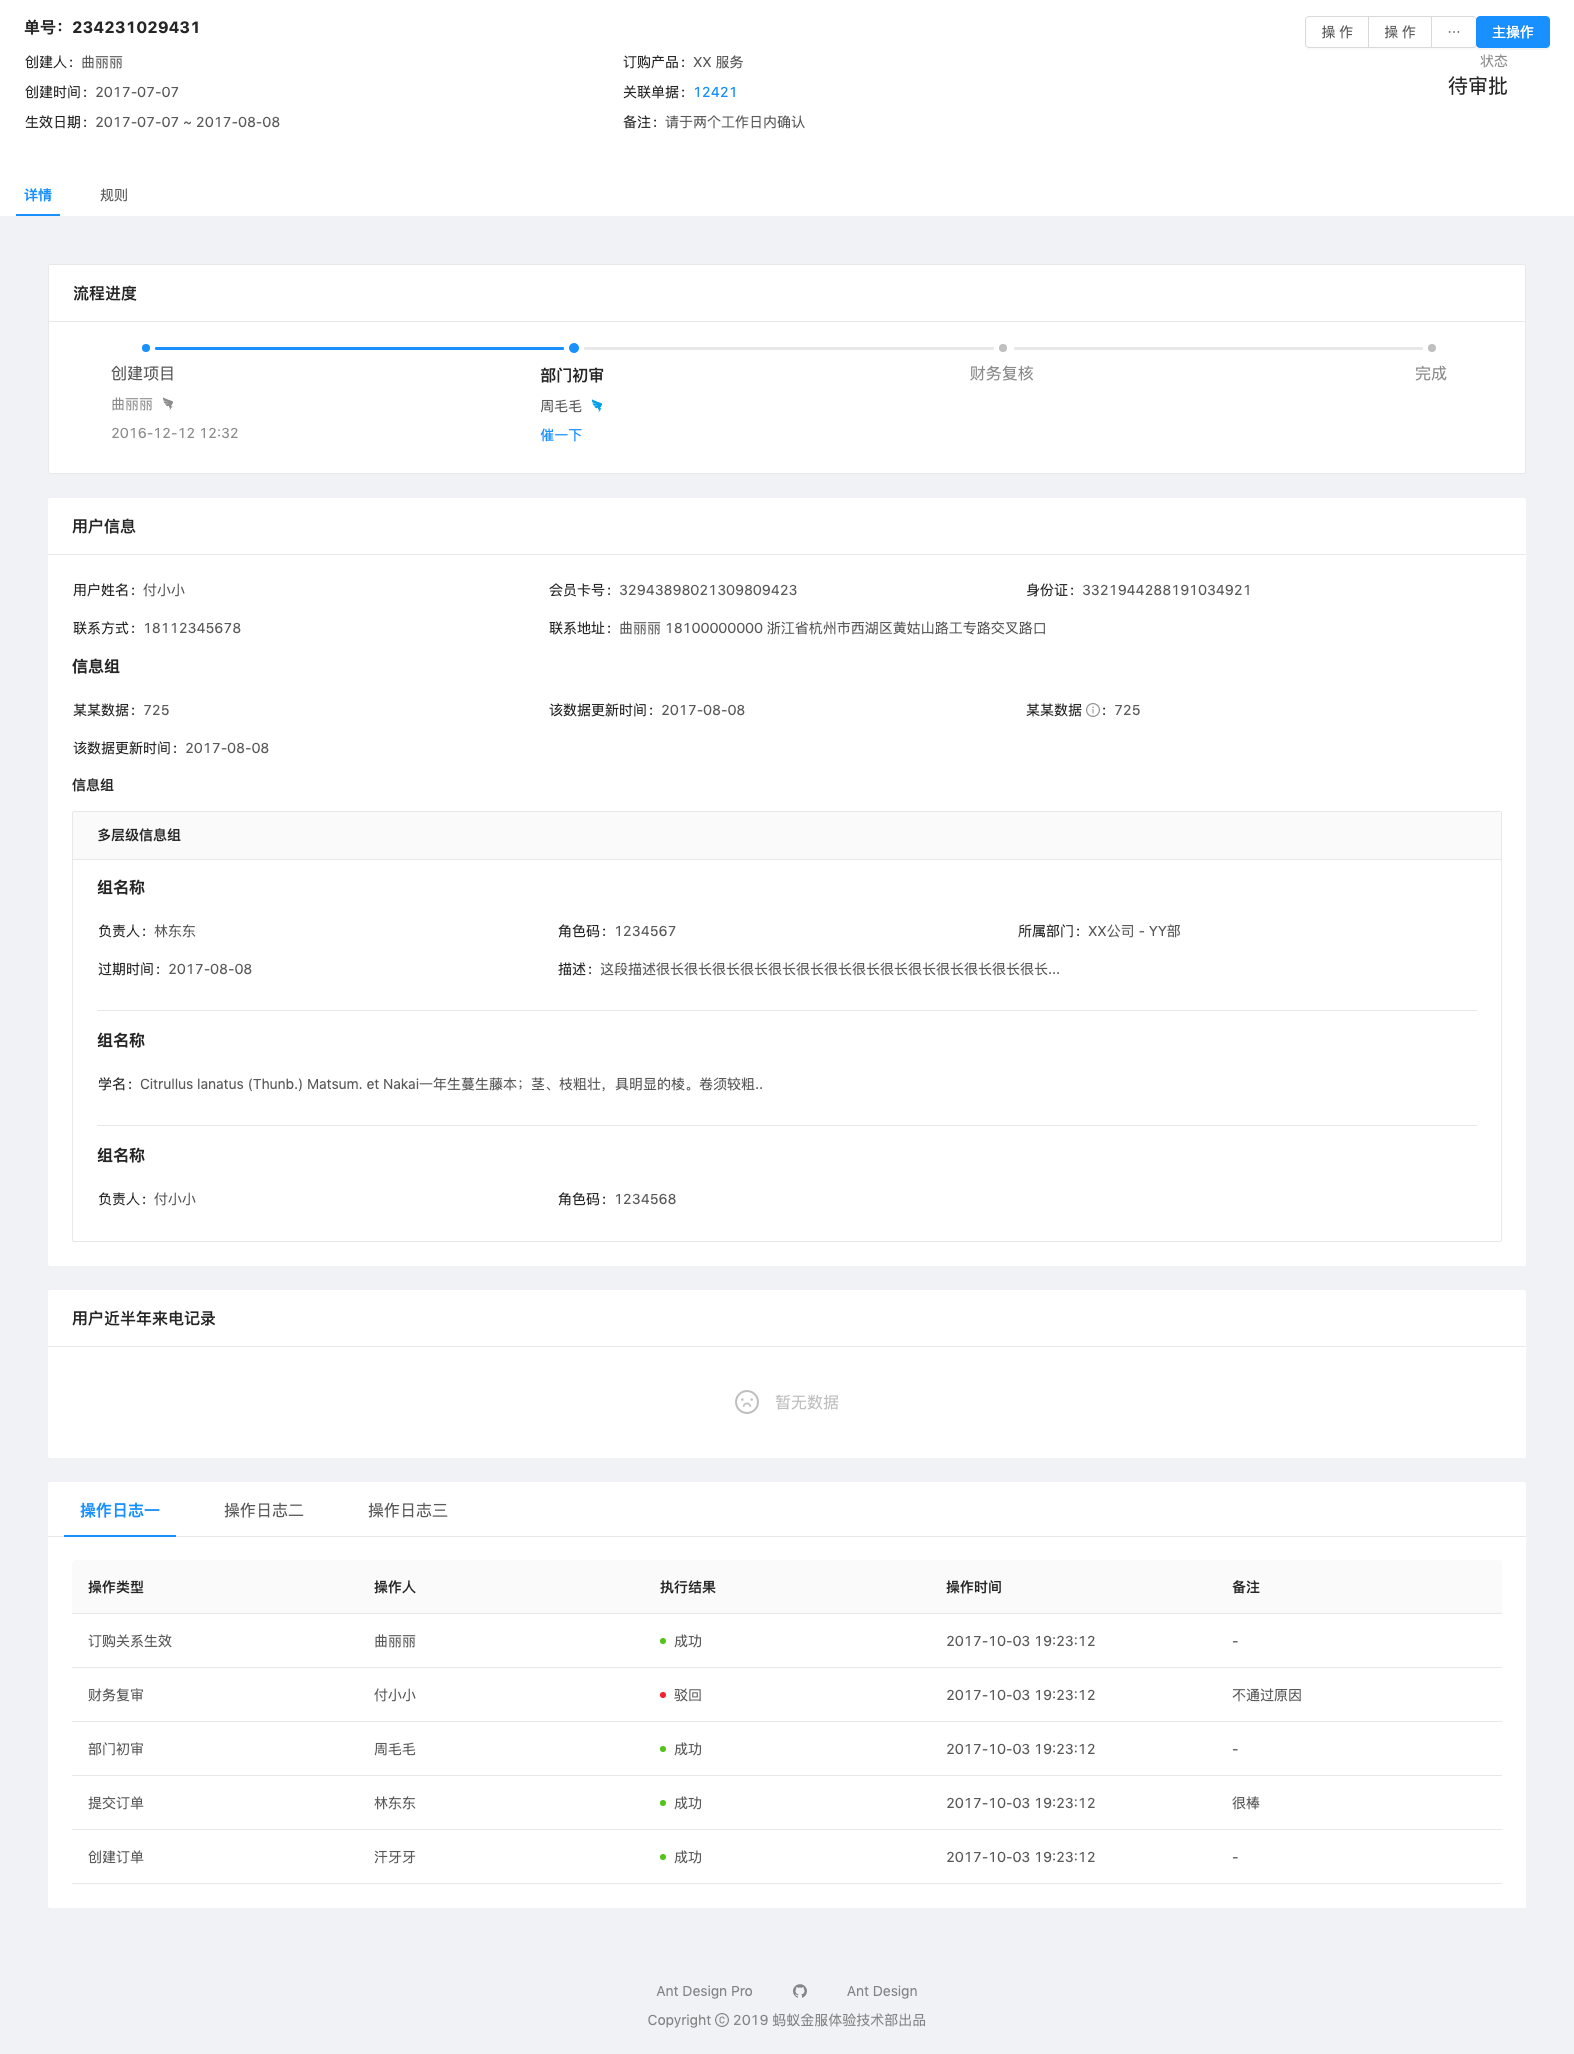 单号：234231029431
操 作 操 作 ··· 主操作
创建人：曲丽丽 订购产品：XX 服务
状态
创建时间：2017-07-07 关联单据：12421
待审批
生效日期：2017-07-07 ~ 2017-08-08 备注：请于两个工作日内确认
详情 规则
流程进度
创建项目 部门初审 财务复核 完成
曲丽丽 周毛毛
2016-12-12 12:32 催一下
用户信息
用户姓名：付小小 会员卡号：32943898021309809423 身份证：3321944288191034921
联系方式：18112345678 联系地址：曲丽丽 18100000000 浙江省杭州市西湖区黄姑山路工专路交叉路口
信息组
某某数据：725 该数据更新时间：2017-08-08 某某数据：725
该数据更新时间：2017-08-08
信息组
多层级信息组
组名称
负责人：林东东 角色码：1234567 所属部门：XX公司 - YY部
过期时间：2017-08-08 描述：这段描述很长很长很长很长很长很长很长很长很长很长很长很长很长很长...
组名称
学名：Citrullus lanatus (Thunb.) Matsum. et Nakai一年生蔓生藤本；茎、枝粗壮，具明显的棱。卷须较粗..
组名称
负责人：付小小 角色码：1234568
用户近半年来电记录
暂无数据
操作日志一 操作日志二 操作日志三
操作类型 操作人 执行结果 操作时间 备注
订购关系生效 曲丽丽 成功 2017-10-03 19:23:12 -
财务复审 付小小 驳回 2017-10-03 19:23:12 不通过原因
部门初审 周毛毛 成功 2017-10-03 19:23:12 -
提交订单 林东东 成功 2017-10-03 19:23:12 很棒
创建订单 汗牙牙 成功 2017-10-03 19:23:12 -
Ant Design Pro Ant Design
Copyright © 2019 蚂蚁金服体验技术部出品